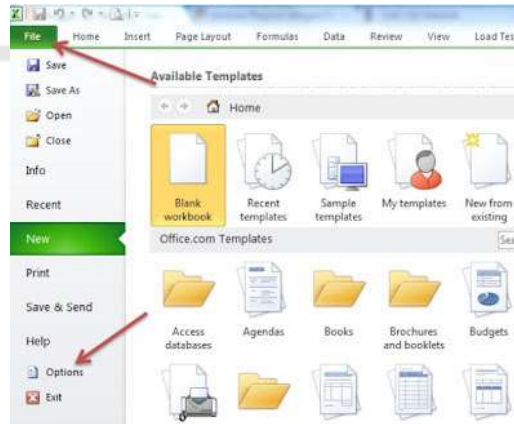 File Home Insert Page Layout Formulas Data Review View Load Tes
Save
Save As
Open
Close
Info
Recent
New
Print
Save & Send
Help
Options
Exit
Available Templates
Home
Blank workbook
Recent templates
Sample templates
My templates
New from existing
Office.com Templates
Sea
Access databases
Agendas
Books
Brochures and booklets
Budgets